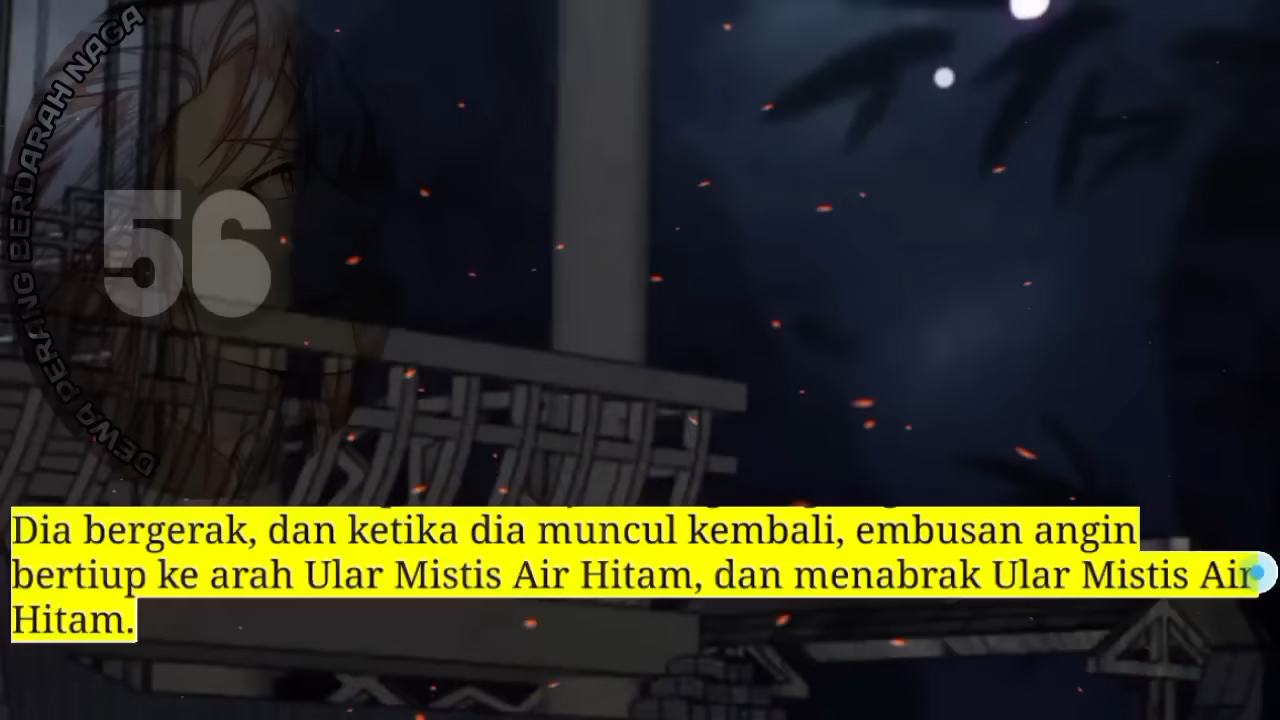 DEWA PERANG BERDARAH NAGA
56
Dia bergerak, dan ketika dia muncul kembali, embusan angin
bertiup ke arah Ular Mistis Air Hitam, dan menabrak Ular Mistis Air
Hitam.